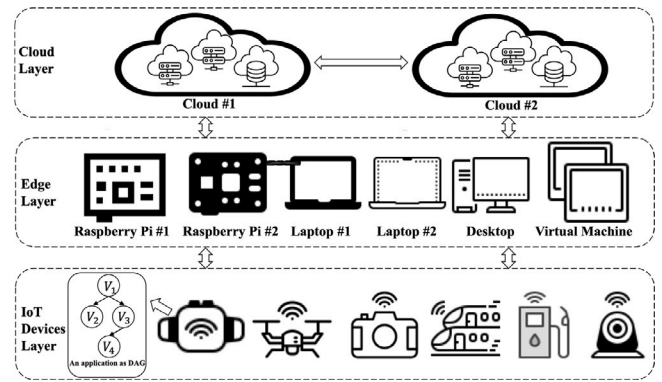 Cloud
Layer
Cloud #1
Cloud #2
Edge
Layer
Raspberry Pi #1
Raspberry Pi #2
Laptop #1
Laptop #2
Desktop
Virtual Machine
IoT
Devices
Layer
V₁
V₂
V₃
V₄
An application as DAG